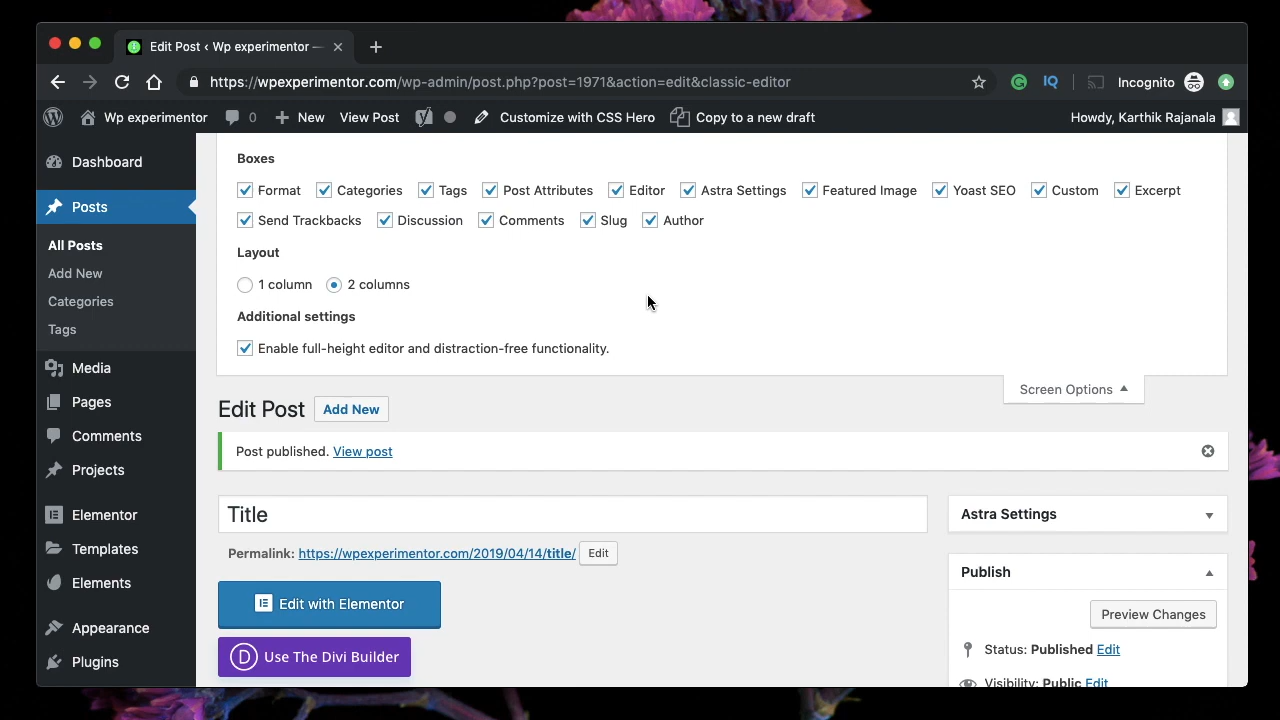 Edit Post ‹ Wp experimentor —
https://wpexperimentor.com/wp-admin/post.php?post=1971&action=edit&classic-editor
IQ
Incognito
Wp experimentor
0
New
View Post
Customize with CSS Hero
Copy to a new draft
Howdy, Karthik Rajanala
Dashboard
Posts
All Posts
Add New
Categories
Tags
Media
Pages
Comments
Projects
Elementor
Templates
Elements
Appearance
Plugins
Boxes
Format Categories Tags Post Attributes Editor Astra Settings Featured Image Yoast SEO Custom Excerpt
Send Trackbacks Discussion Comments Slug Author
Layout
1 column 2 columns
Additional settings
Enable full-height editor and distraction-free functionality.
Screen Options
Edit Post Add New
Post published. View post
Title
Permalink: https://wpexperimentor.com/2019/04/14/title/ Edit
Edit with Elementor
D Use The Divi Builder
Astra Settings
Publish
Preview Changes
Status: Published Edit
Visibility: Public Edit